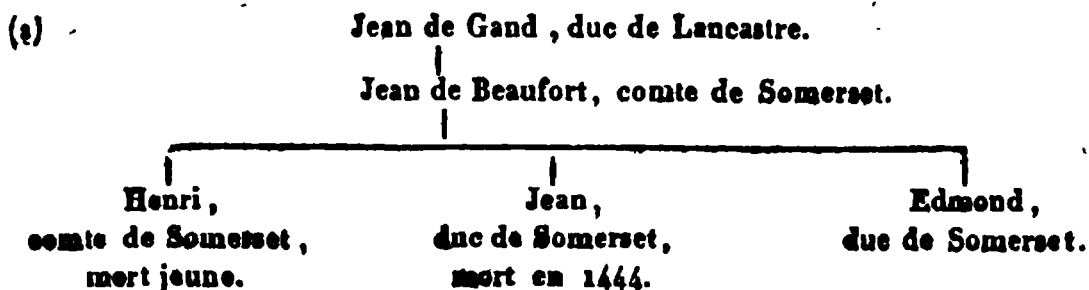 (2) Jean de Gand , duc de Lancastre.
Jean de Beaufort, comte de Somerset.
Henri , Jean, Edmond ,
comte de Somerset, duc de Somerset, duc de Somerset.
mort jeune. mort en 1444.